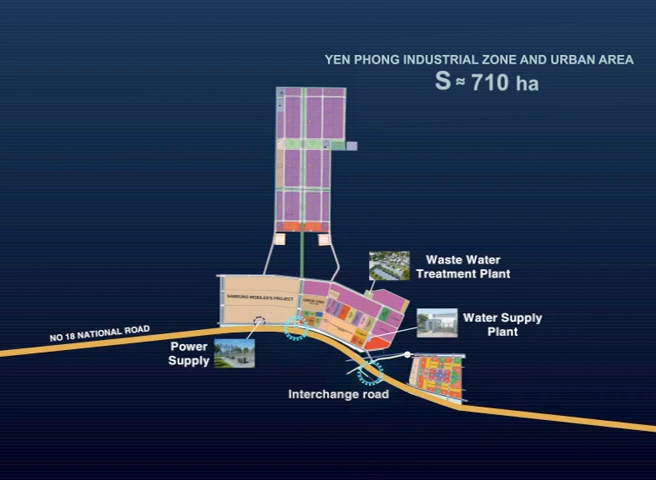 YEN PHONG INDUSTRIAL ZONE AND URBAN AREA
S ≈ 710 ha
Waste Water
Treatment Plant
SAMSUNG MOBILES'S PROJECT
Water Supply
Plant
NO 18 NATIONAL ROAD
Power
Supply
Interchange road